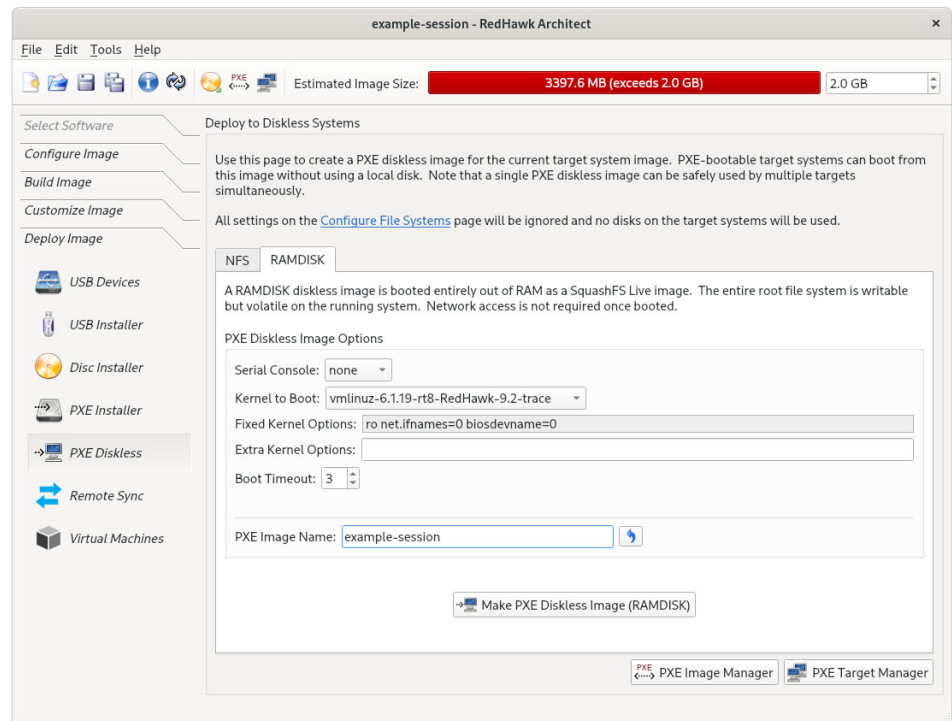 example-session - RedHawk Architect
×
File Edit Tools Help
PXE
Estimated Image Size:
3397.6 MB (exceeds 2.0 GB)
2.0 GB
Select Software
Configure Image
Build Image
Customize Image
Deploy Image
USB Devices
USB Installer
Disc Installer
PXE Installer
PXE Diskless
Remote Sync
Virtual Machines
Deploy to Diskless Systems
Use this page to create a PXE diskless image for the current target system image. PXE-bootable target systems can boot from
this image without using a local disk. Note that a single PXE diskless image can be safely used by multiple targets
simultaneously.
All settings on the Configure File Systems page will be ignored and no disks on the target systems will be used.
NFS RAMDISK
A RAMDISK diskless image is booted entirely out of RAM as a SquashFS Live image. The entire root file system is writable
but volatile on the running system. Network access is not required once booted.
PXE Diskless Image Options
Serial Console: none
Kernel to Boot: vmlinuz-6.1.19-rt8-RedHawk-9.2-trace
Fixed Kernel Options: ro net.ifnames=0 biosdevname=0
Extra Kernel Options:
Boot Timeout: 3
PXE Image Name: example-session
Make PXE Diskless Image (RAMDISK)
PXE PXE Image Manager
PXE Target Manager